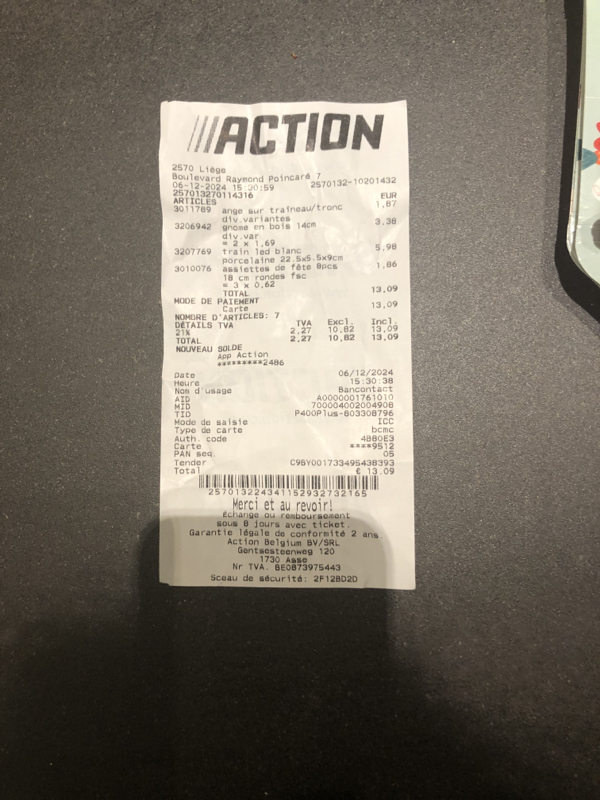 ACTION
2570 Liége
Boulevard Raymond Poincaré 7
06-12-2024 15:30:59 2570132-10201432
257013270114316
ARTICLES EUR
3011789 ange sur traineau/tronc 1,87
div.variantes
3206942 gnome en bois 14cm 3,38
div.var
= 2 x 1,69
3207769 train led blanc 5,98
porcelaine 22.5x5.5x9cm
3010076 assiettes de fête 8pcs 1,86
18 cm rondes fsc
= 3 x 0,62
TOTAL 13,09
MODE DE PAIEMENT
Carte 13,09
NOMBRE D'ARTICLES: 7
DÉTAILS TVA TVA Excl. Incl.
21% 2,27 10,82 13,09
TOTAL 2,27 10,82 13,09
NOUVEAU SOLDE
App Action
*********2486
Date 06/12/2024
Heure 15:30:38
Nom d'usage Bancontact
AID A0000001761010
MID 700004002004908
TID P400Plus-803308796
Mode de saisie ICC
Type de carte bcmc
Auth. code 4880E3
Carte ****9512
PAN seq. 05
Tender C9BY001733495438393
Total € 13.09
2570132243411529327321​65
Merci et au revoir!
Échange ou remboursement
sous 8 jours avec ticket.
Garantie légale de conformité 2 ans.
Action Belgium BV/SRL
Gentsesteenweg 120
1730 Asse
Nr TVA. BE0873975443
Sceau de sécurité: 2F12BD2D